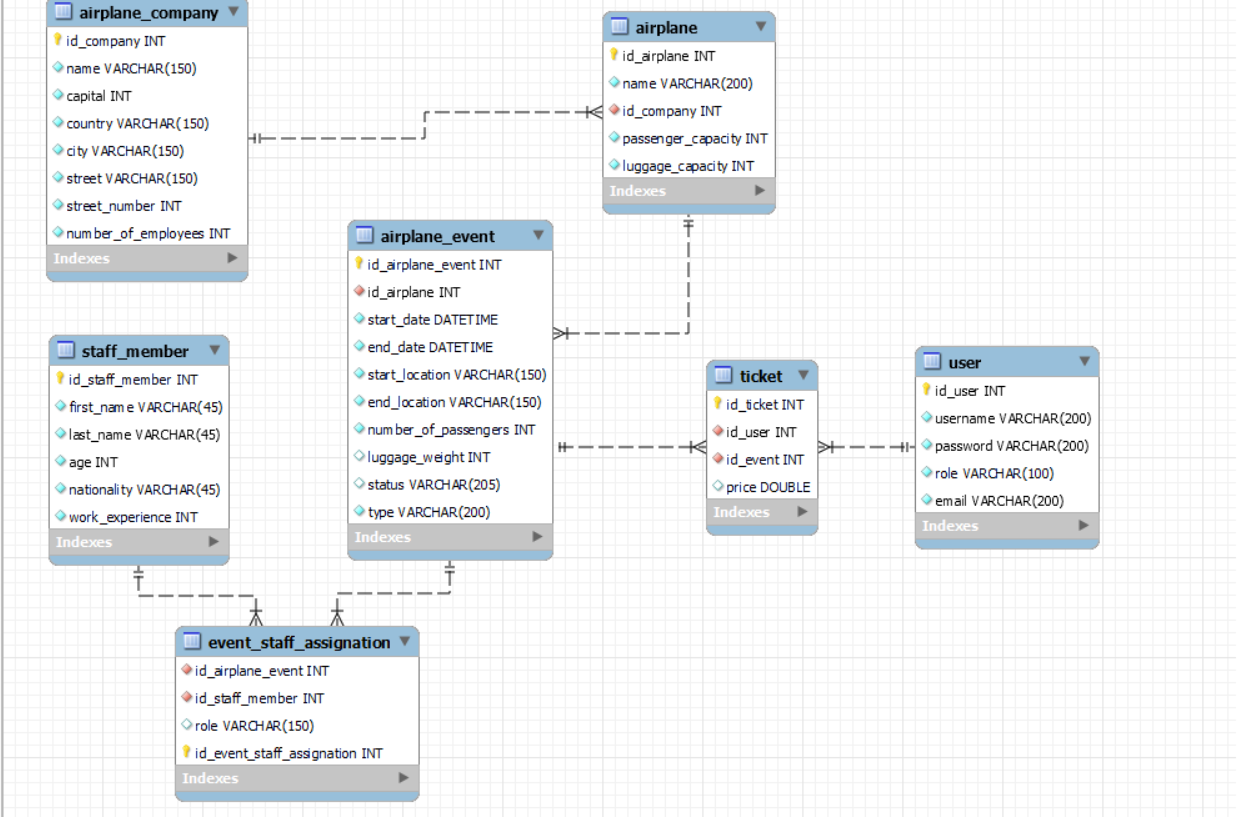 airplane_company
id_company INT
name VARCHAR(150)
capital INT
country VARCHAR(150)
city VARCHAR(150)
street VARCHAR(150)
street_number INT
number_of_employees INT
Indexes
airplane
id_airplane INT
name VARCHAR(200)
id_company INT
passenger_capacity INT
luggage_capacity INT
Indexes
airplane_event
id_airplane_event INT
id_airplane INT
start_date DATETIME
end_date DATETIME
start_location VARCHAR(150)
end_location VARCHAR(150)
number_of_passengers INT
luggage_weight INT
status VARCHAR(205)
type VARCHAR(200)
Indexes
staff_member
id_staff_member INT
first_name VARCHAR(45)
last_name VARCHAR(45)
age INT
nationality VARCHAR(45)
work_experience INT
Indexes
ticket
id_ticket INT
id_user INT
id_event INT
price DOUBLE
Indexes
user
id_user INT
username VARCHAR(200)
password VARCHAR(200)
role VARCHAR(100)
email VARCHAR(200)
Indexes
event_staff_assignation
id_airplane_event INT
id_staff_member INT
role VARCHAR(150)
id_event_staff_assignation INT
Indexes